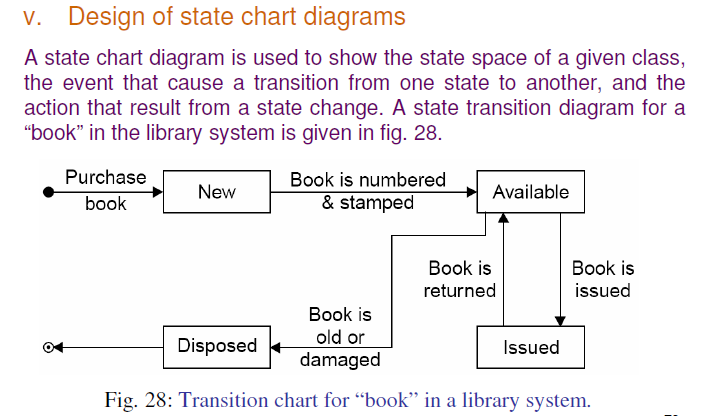 v. Design of state chart diagrams
A state chart diagram is used to show the state space of a given class,
the event that cause a transition from one state to another, and the
action that result from a state change. A state transition diagram for a
“book” in the library system is given in fig. 28.
Purchase
book
New
Book is numbered
& stamped
Available
Book is
returned
Book is
issued
Book is
old or
damaged
Disposed
Issued
Fig. 28: Transition chart for “book” in a library system.